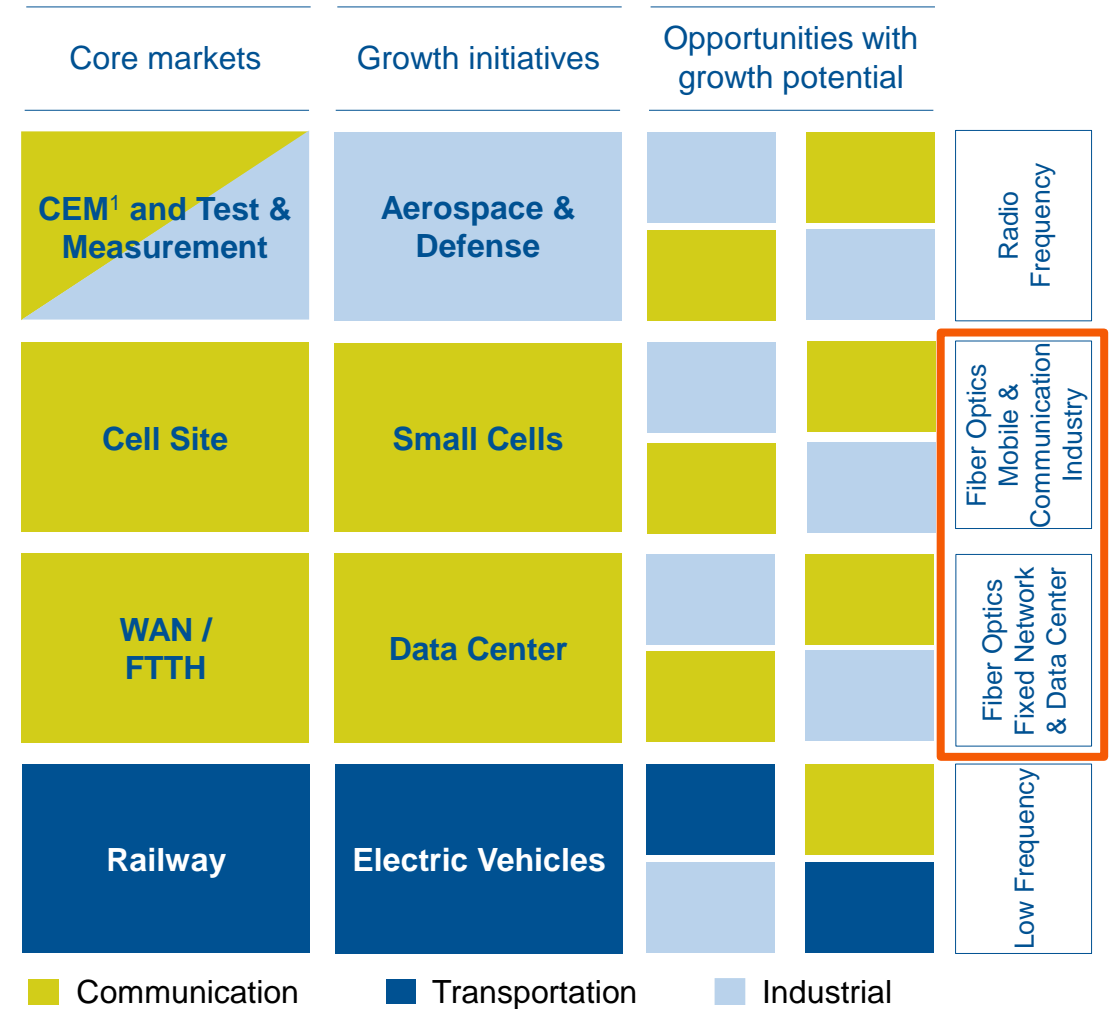 Core markets
Growth initiatives
Opportunities with
growth potential
CEM¹ and Test &
Measurement
Aerospace &
Defense
Radio
Frequency
Cell Site
Small Cells
Fiber Optics
Mobile &
Communication
Industry
WAN /
FTTH
Data Center
Fiber Optics
Fixed Network
& Data Center
Railway
Electric Vehicles
Low Frequency
Communication
Transportation
Industrial